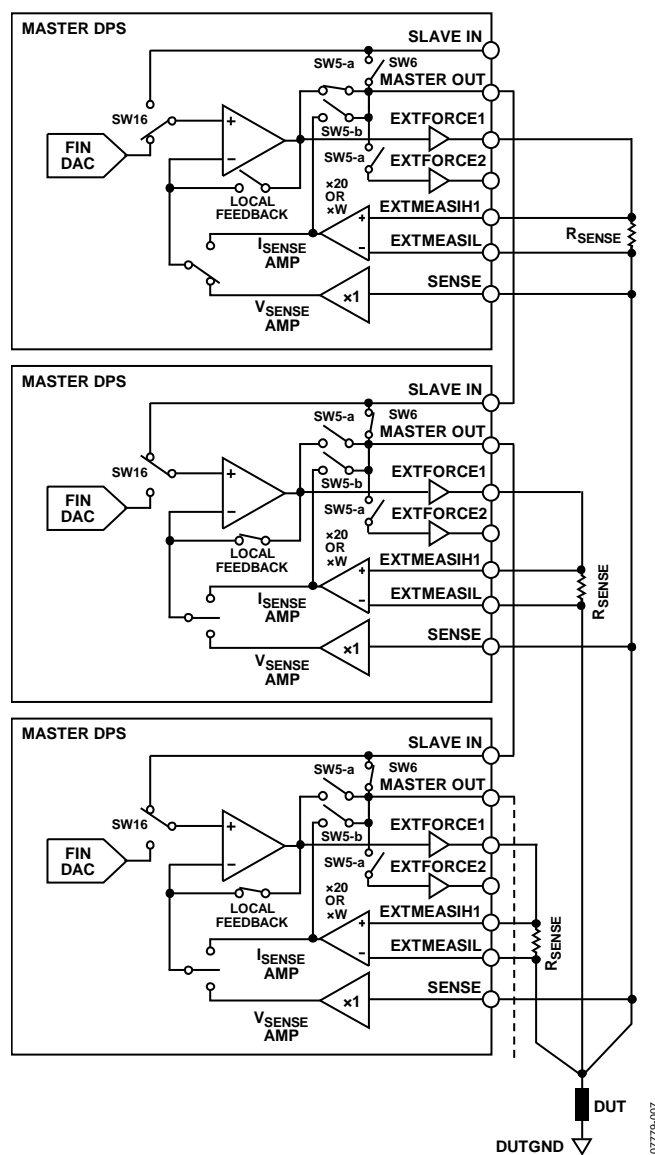 MASTER DPS
SLAVE IN
SW5-a
SW6
MASTER OUT
SW16
EXTFORCE1
FIN
DAC
+
−
SW5-b
SW5-a
EXTFORCE2
LOCAL
FEEDBACK
×20
OR
×W
EXTMEASIH1
+
ISENSE
AMP
−
EXTMEASIL
RSENSE
SENSE
×1
VSENSE
AMP
MASTER DPS
SLAVE IN
SW5-a
SW6
MASTER OUT
SW16
EXTFORCE1
FIN
DAC
+
−
SW5-b
SW5-a
EXTFORCE2
LOCAL
FEEDBACK
×20
OR
×W
EXTMEASIH1
+
ISENSE
AMP
−
EXTMEASIL
RSENSE
SENSE
×1
VSENSE
AMP
MASTER DPS
SLAVE IN
SW5-a
SW6
MASTER OUT
SW16
EXTFORCE1
FIN
DAC
+
−
SW5-b
SW5-a
EXTFORCE2
LOCAL
FEEDBACK
×20
OR
×W
EXTMEASIH1
+
ISENSE
AMP
−
EXTMEASIL
RSENSE
SENSE
×1
VSENSE
AMP
DUT
DUTGND
07779-007